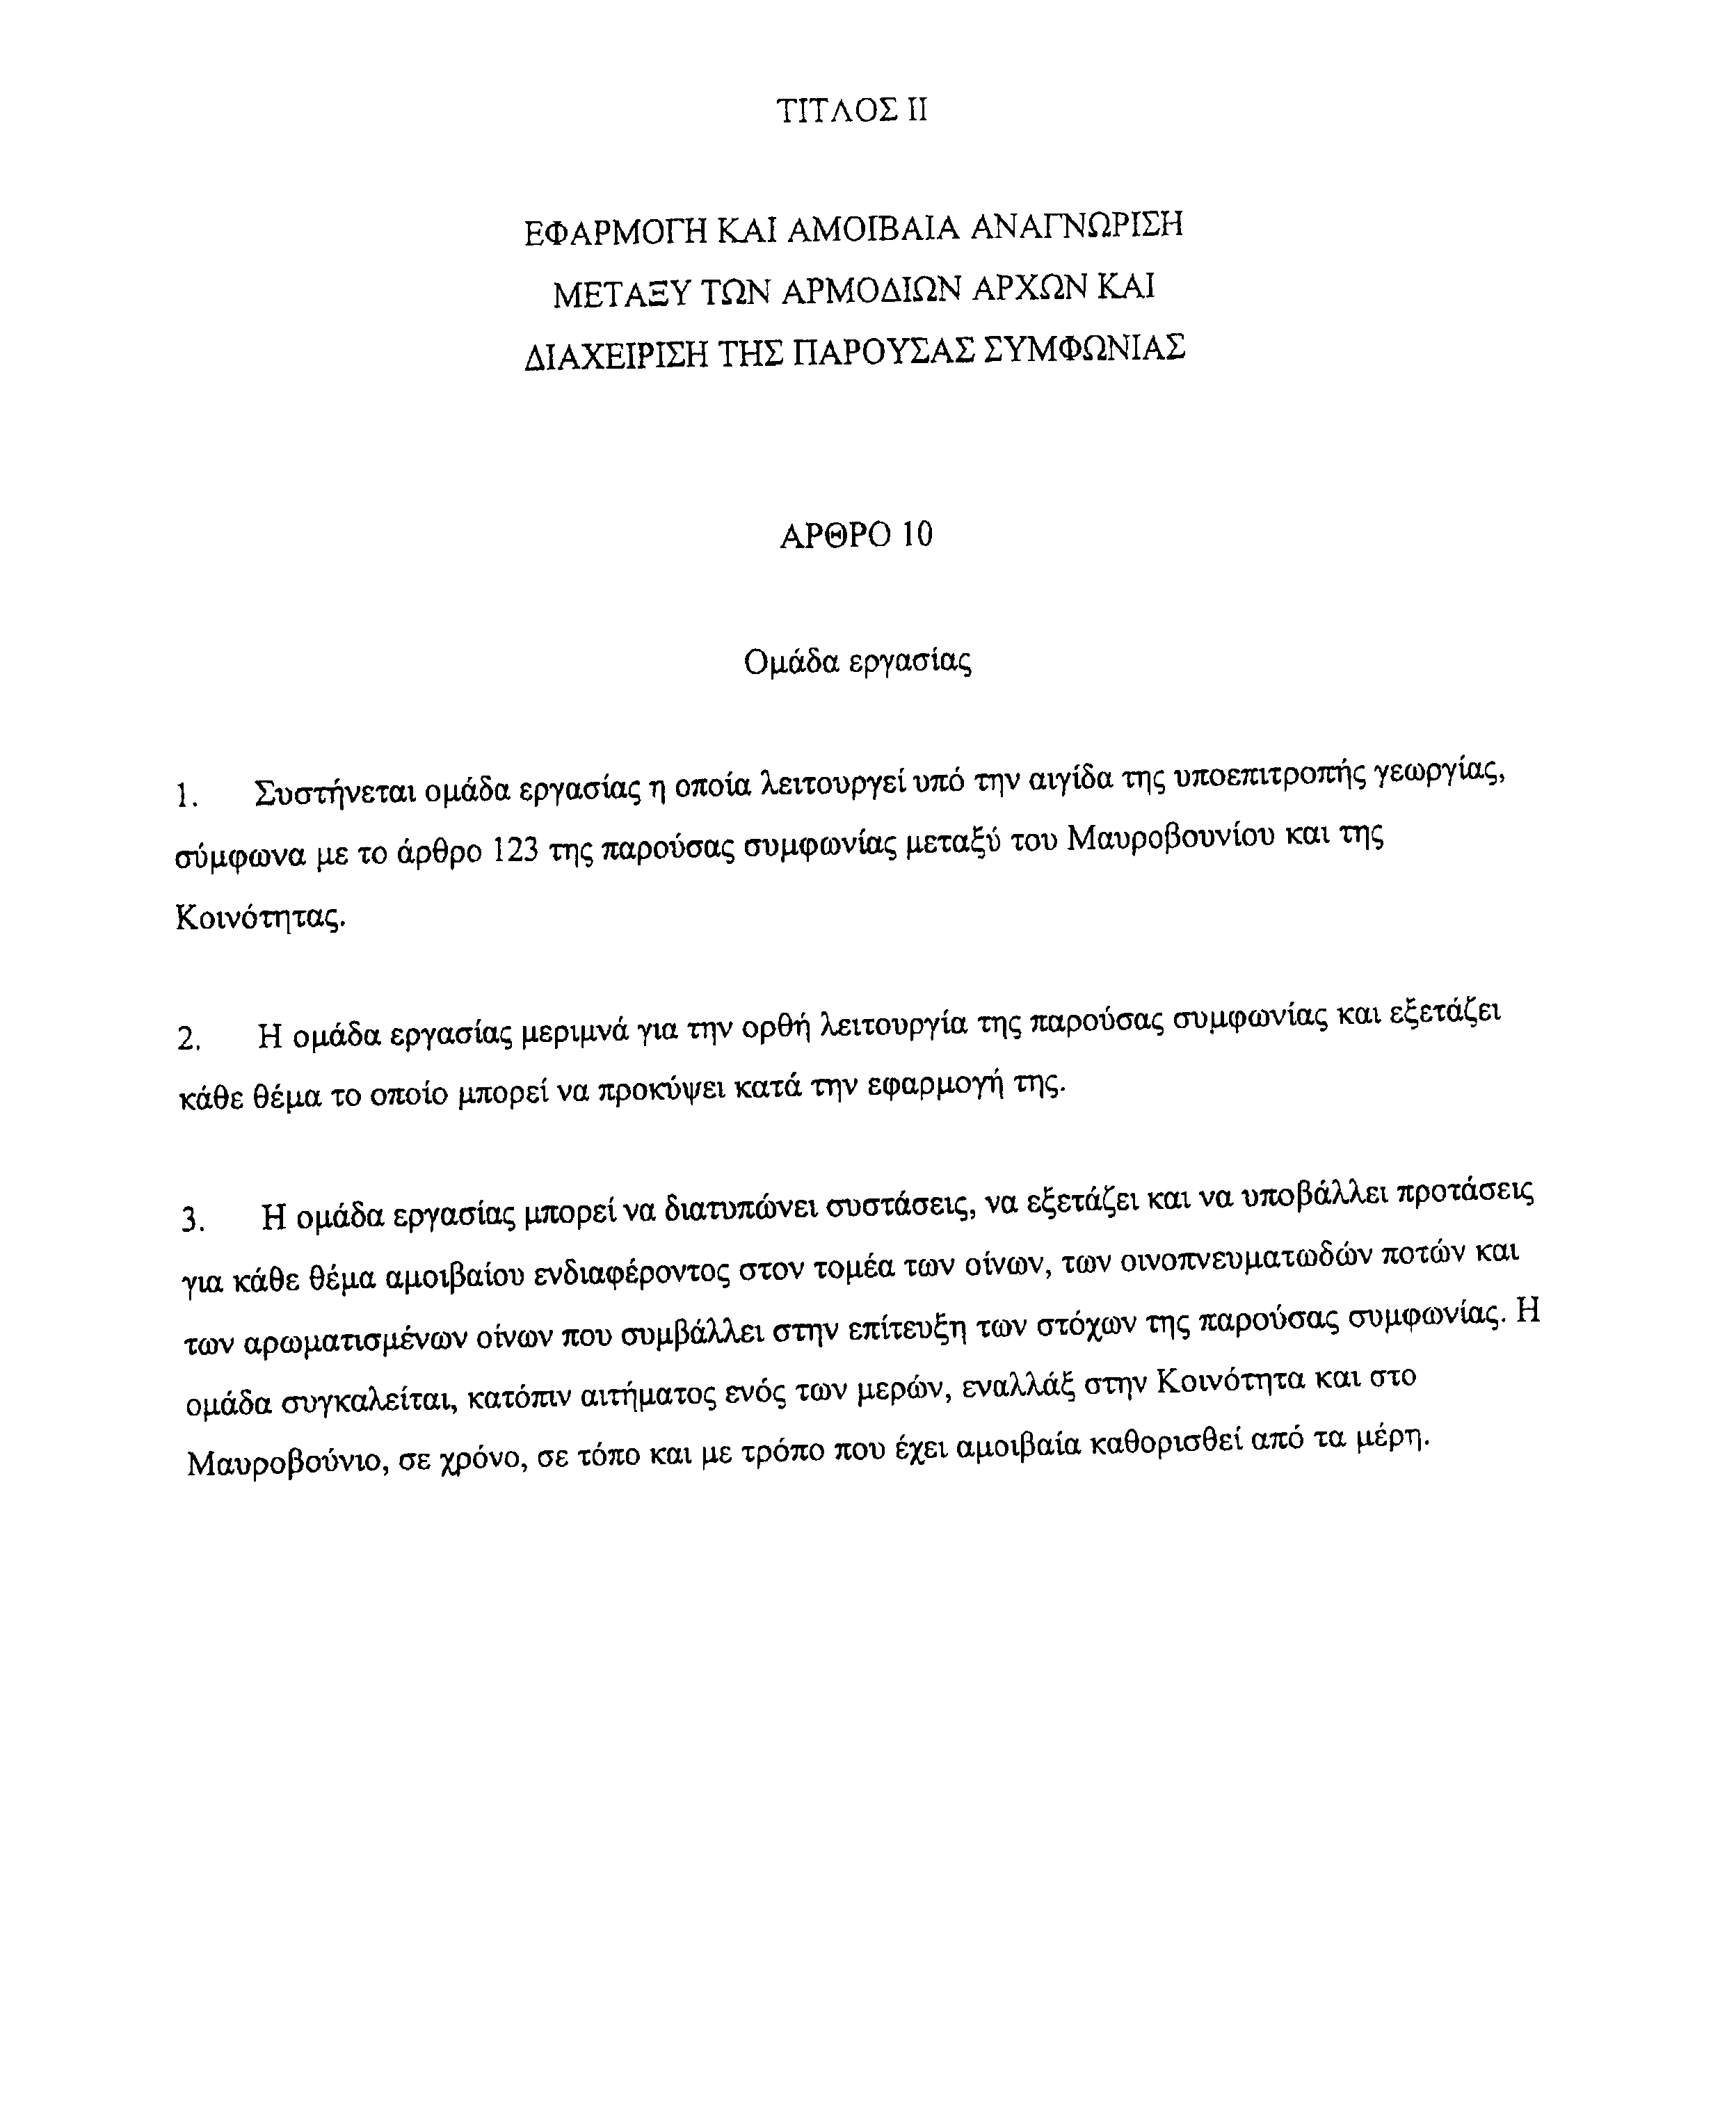 ΤΙΤΛΟΣ ΙΙ
ΕΦΑΡΜΟΓΗ ΚΑΙ ΑΜΟΙΒΑΙΑ ΑΝΑΓΝΩΡΙΣΗ
ΜΕΤΑΞΥ ΤΩΝ ΑΡΜΟΔΙΩΝ ΑΡΧΩΝ ΚΑΙ
ΔΙΑΧΕΙΡΙΣΗ ΤΗΣ ΠΑΡΟΥΣΑΣ ΣΥΜΦΩΝΙΑΣ
ΑΡΘΡΟ 10
Ομάδα εργασίας
1. Συστήνεται ομάδα εργασίας η οποία λειτουργεί υπό την αιγίδα της υποεπιτροπής γεωργίας,
σύμφωνα με το άρθρο 123 της παρούσας συμφωνίας μεταξύ του Μαυροβουνίου και της
Κοινότητας.
2. Η ομάδα εργασίας μεριμνά για την ορθή λειτουργία της παρούσας συμφωνίας και εξετάζει
κάθε θέμα το οποίο μπορεί να προκύψει κατά την εφαρμογή της.
3. Η ομάδα εργασίας μπορεί να διατυπώνει συστάσεις, να εξετάζει και να υποβάλλει προτάσεις
για κάθε θέμα αμοιβαίου ενδιαφέροντος στον τομέα των οίνων, των οινοπνευματωδών ποτών και
των αρωματισμένων οίνων που συμβάλλει στην επίτευξη των στόχων της παρούσας συμφωνίας. Η
ομάδα συγκαλείται, κατόπιν αιτήματος ενός των μερών, εναλλάξ στην Κοινότητα και στο
Μαυροβούνιο, σε χρόνο, σε τόπο και με τρόπο που έχει αμοιβαία καθορισθεί από τα μέρη.